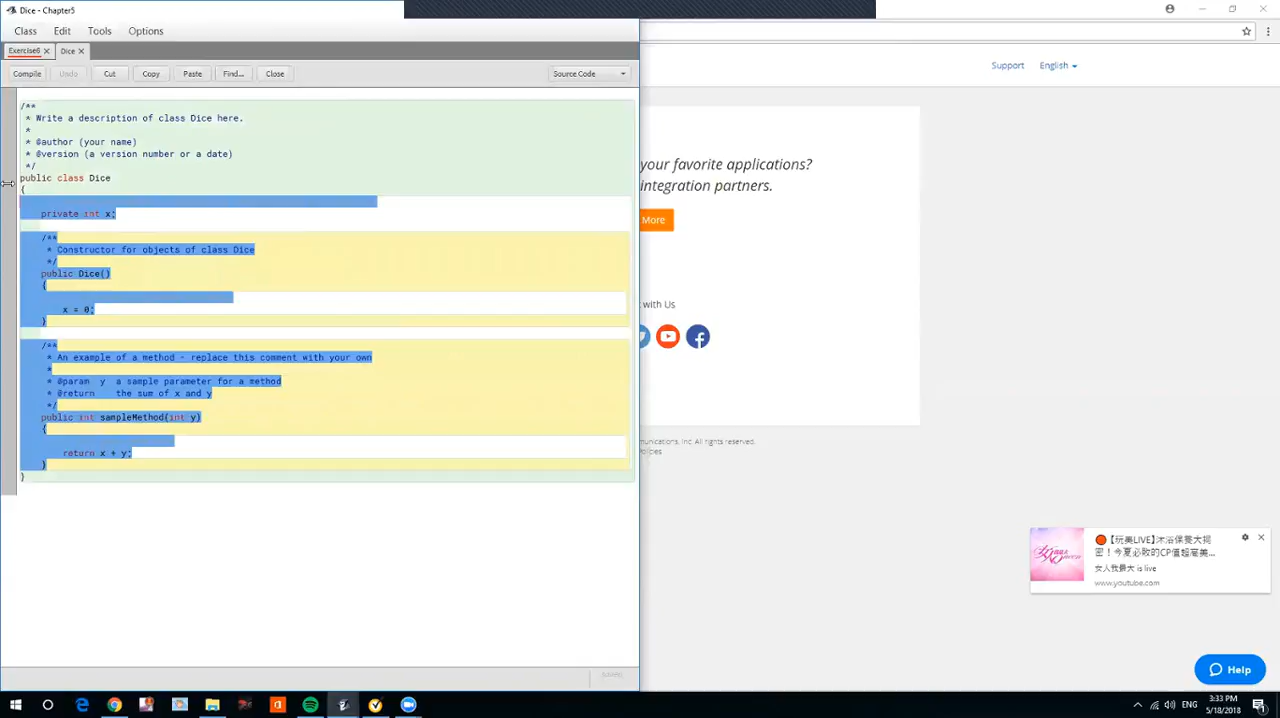 Dice - Chapter5
Class Edit Tools Options
Exercise6 Dice
Support English
Compile Undo Cut Copy Paste Find... Close Source Code
/**
* Write a description of class Dice here.
*
* @author (your name)
* @version (a version number or a date)
*/
public class Dice
{
private int x;
/**
* Constructor for objects of class Dice
*/
public Dice()
{
x = 0;
}
/**
* An example of a method - replace this comment with your own
*
* @param y a sample parameter for a method
* @return the sum of x and y
*/
public int sampleMethod(int y)
{
return x + y;
}
}
your favorite applications?
integration partners.
More
with Us
munications, Inc. All rights reserved.
【玩美LIVE】沐浴保養大揭
密！今夏必敗的CP值超高美...
女人我最大 is live
www.youtube.com
Help
saved
ENG
3:33 PM
5/18/2018